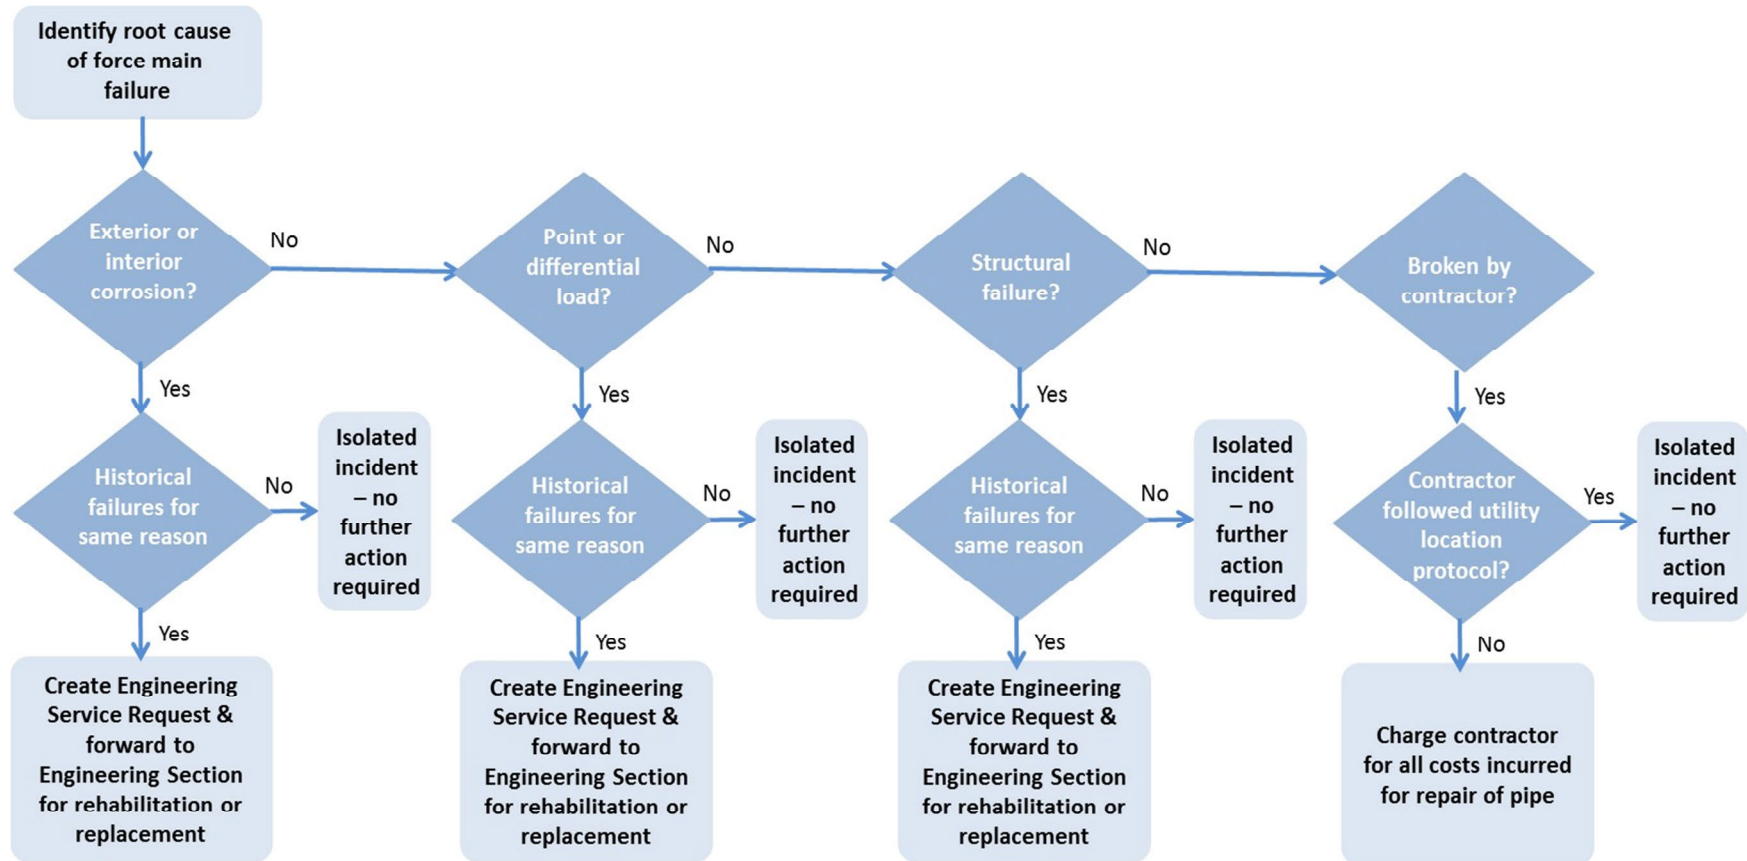 Identify root cause
of force main
failure
Exterior or
interior
corrosion?
No
Point or
differential
load?
No
Structural
failure?
No
Broken by
contractor?
Yes
Yes
Yes
Yes
Historical
failures for
same reason
No
Isolated
incident
– no
further
action
required
Historical
failures for
same reason
No
Isolated
incident
– no
further
action
required
Historical
failures for
same reason
No
Isolated
incident
– no
further
action
required
Contractor
followed utility
location
protocol?
Yes
Isolated
incident
– no
further
action
required
Yes
Yes
Yes
No
Create Engineering
Service Request &
forward to
Engineering Section
for rehabilitation or
replacement
Create Engineering
Service Request &
forward to
Engineering Section
for rehabilitation or
replacement
Create Engineering
Service Request &
forward to
Engineering Section
for rehabilitation or
replacement
Charge contractor
for all costs incurred
for repair of pipe